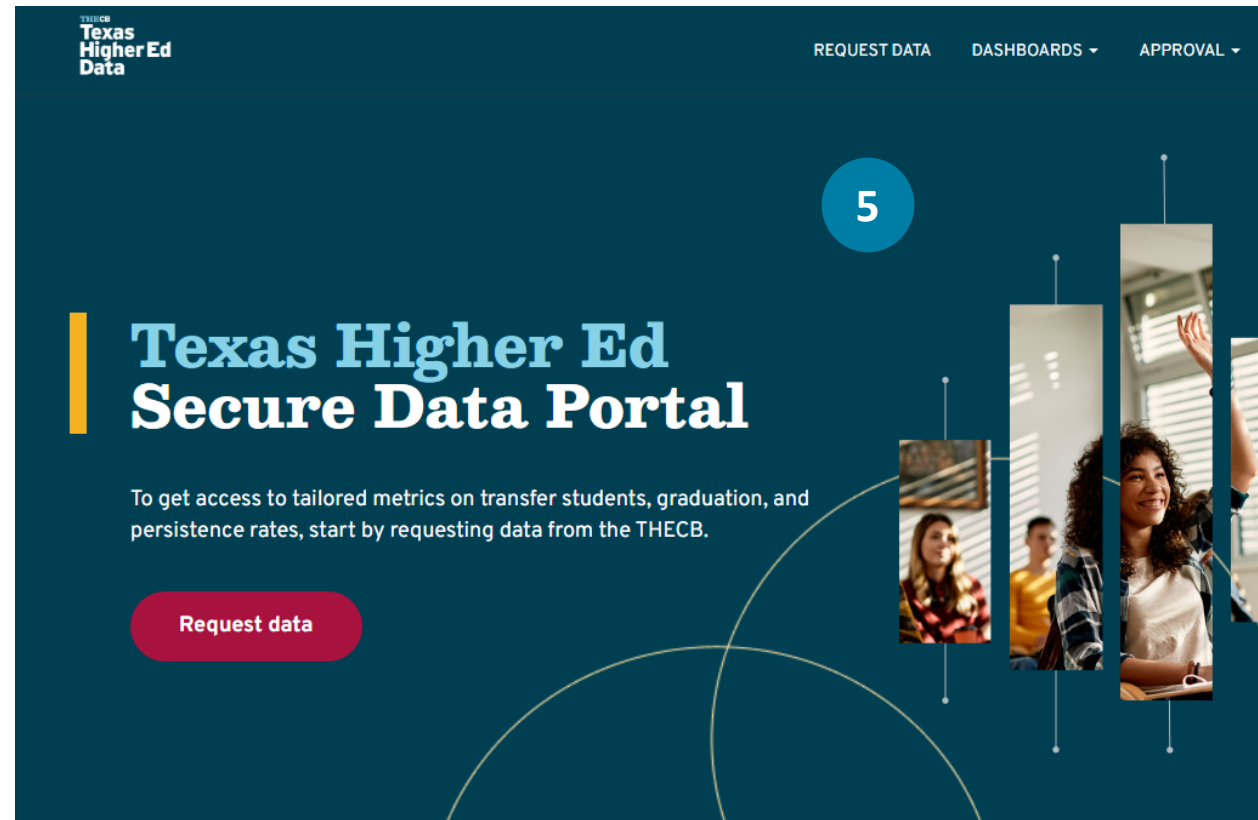 THECB
Texas
Higher Ed
Data
REQUEST DATA DASHBOARDS APPROVAL
5
Texas Higher Ed
Secure Data Portal
To get access to tailored metrics on transfer students, graduation, and
persistence rates, start by requesting data from the THECB.
Request data